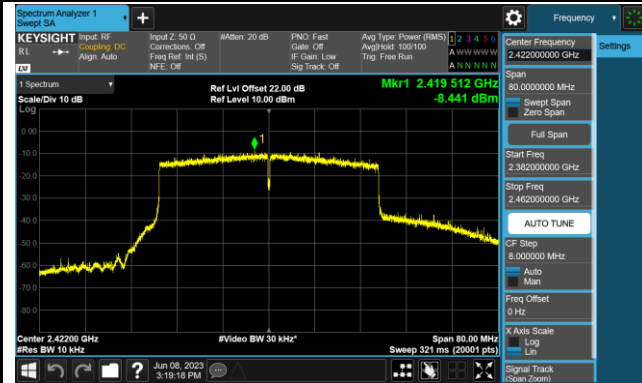 Spectrum Analyzer 1
Swept SA
+
Frequency
KEYSIGHT
RL
Input: RF
Coupling: DC
Align: Auto
Input Z: 50 Ω
Corrections: Off
Freq Ref: Int (S)
NFE: Off
#Atten: 20 dB
PNO: Fast
Gate: Off
IF Gain: Low
Sig Track: Off
Avg Type: Power (RMS)
Avg|Hold: 100/100
Trig: Free Run
1 2 3 4 5 6
A W W W W W
A N N N N N
LXI
1 Spectrum
Scale/Div 10 dB
Log
Ref Lvl Offset 22.00 dB
Ref Level 10.00 dBm
Mkr1 2.419 512 GHz
-8.441 dBm
1
0.00
-10.0
-20.0
-30.0
-40.0
-50.0
-60.0
-70.0
-80.0
Center 2.42200 GHz
#Res BW 10 kHz
#Video BW 30 kHz*
Span 80.00 MHz
Sweep 321 ms (20001 pts)
Jun 08, 2023
3:19:18 PM
?
Center Frequency
2.422000000 GHz
Settings
Span
80.0000000 MHz
Swept Span
Zero Span
Full Span
Start Freq
2.382000000 GHz
Stop Freq
2.462000000 GHz
AUTO TUNE
CF Step
8.000000 MHz
Auto
Man
Freq Offset
0 Hz
X Axis Scale
Log
Lin
Signal Track
(Span Zoom)